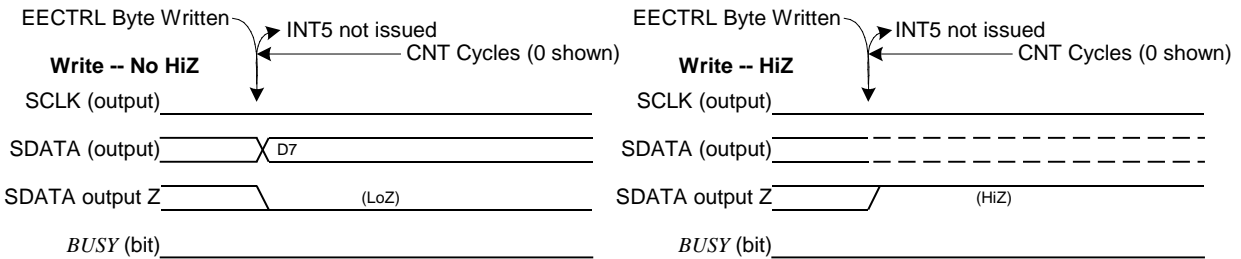 EECTRL Byte Written
INT5 not issued
CNT Cycles (0 shown)
Write -- No HiZ
SCLK (output)
SDATA (output)
D7
SDATA output Z
(LoZ)
BUSY (bit)
EECTRL Byte Written
INT5 not issued
CNT Cycles (0 shown)
Write -- HiZ
SCLK (output)
SDATA (output)
SDATA output Z
(HiZ)
BUSY (bit)